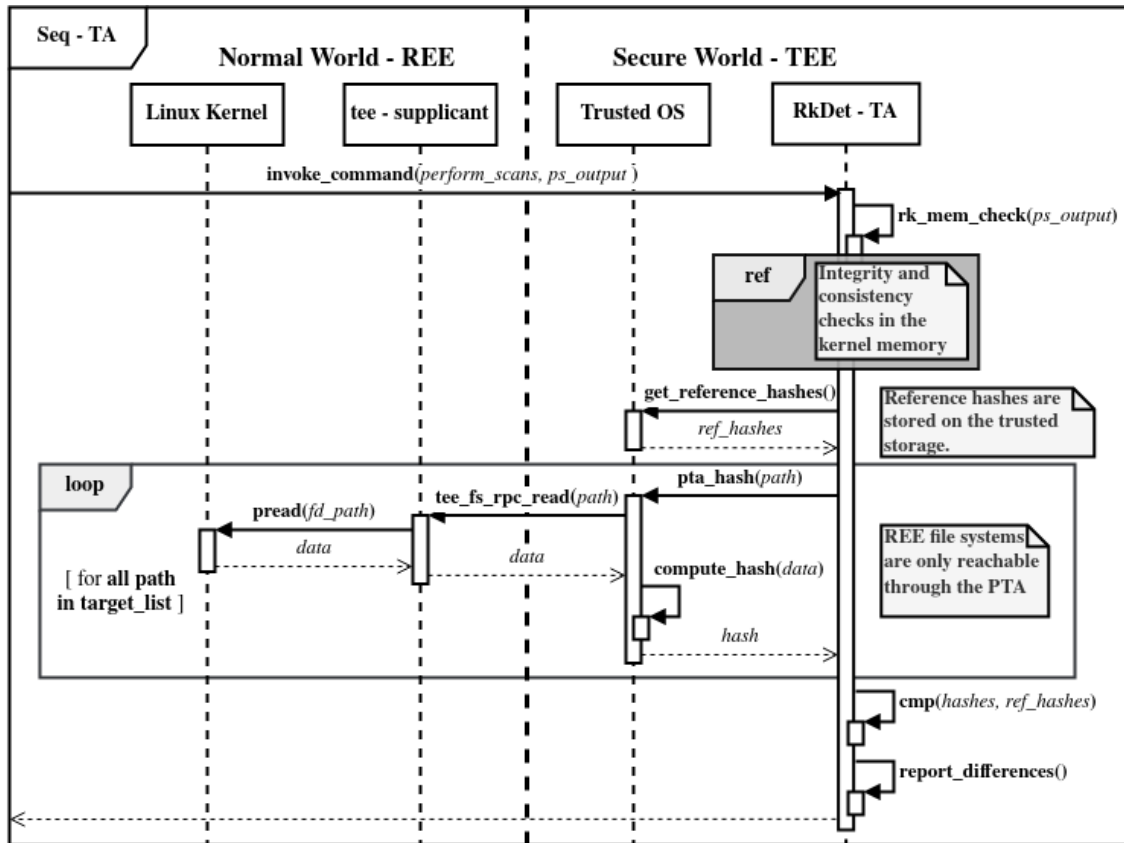 Seq - TA
Normal World - REE
Secure World - TEE
Linux Kernel
tee - supplicant
Trusted OS
RkDet - TA
invoke_command(perform_scans, ps_output )
rk_mem_check(ps_output)
ref
Integrity and
consistency
checks in the
kernel memory
get_reference_hashes()
Reference hashes are
stored on the trusted
storage.
ref_hashes
loop
pta_hash(path)
tee_fs_rpc_read(path)
pread(fd_path)
data
data
REE file systems
are only reachable
through the PTA
[ for all path
in target_list ]
compute_hash(data)
hash
cmp(hashes, ref_hashes)
report_differences()